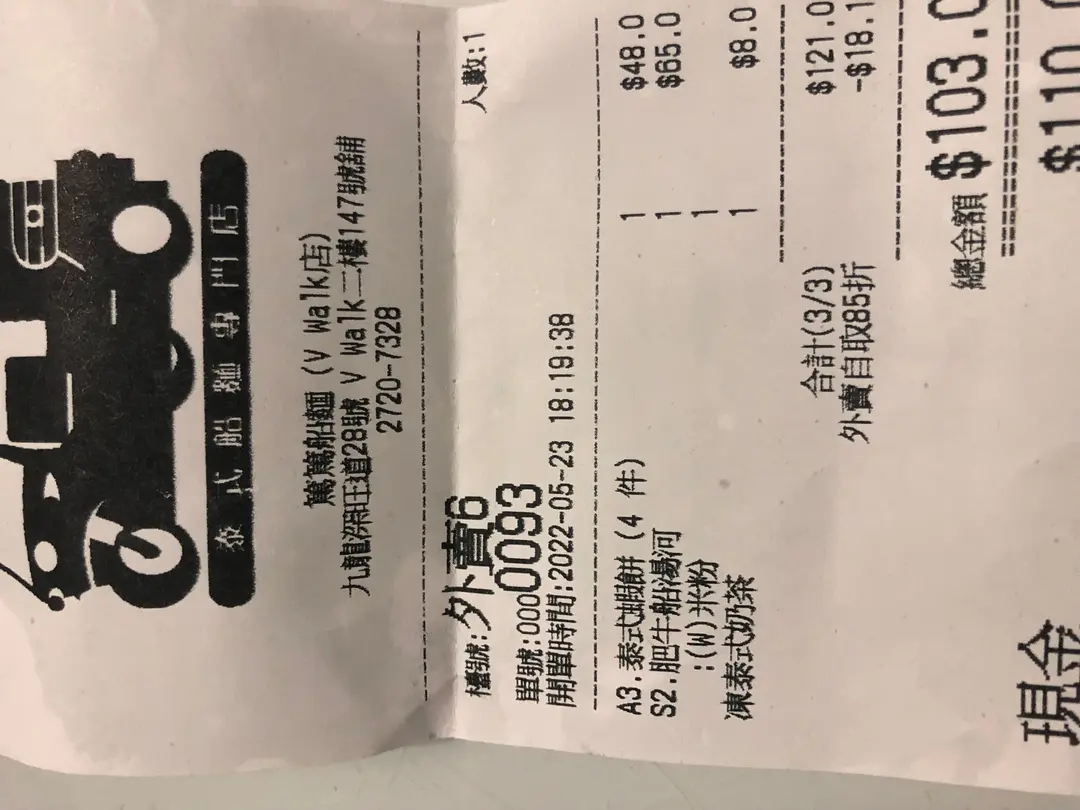 泰式船麵專門店
篤篤船麵 (V Walk店)
九龍深旺道28號 V Walk二樓147號舖
2720-7328
檯號:外賣6 人數:1
單號:0000093
開單時間:2022-05-23 18:19:38
A3.泰式蝦餅 (4 件) 1 $48.0
S2.肥牛船湯河 1 $65.0
:(W)米粉 1
凍泰式奶茶 1 $8.0
合計(3/3) $121.0
外賣自取85折 -$18.1
總金額 $103.0
現金 $110.0